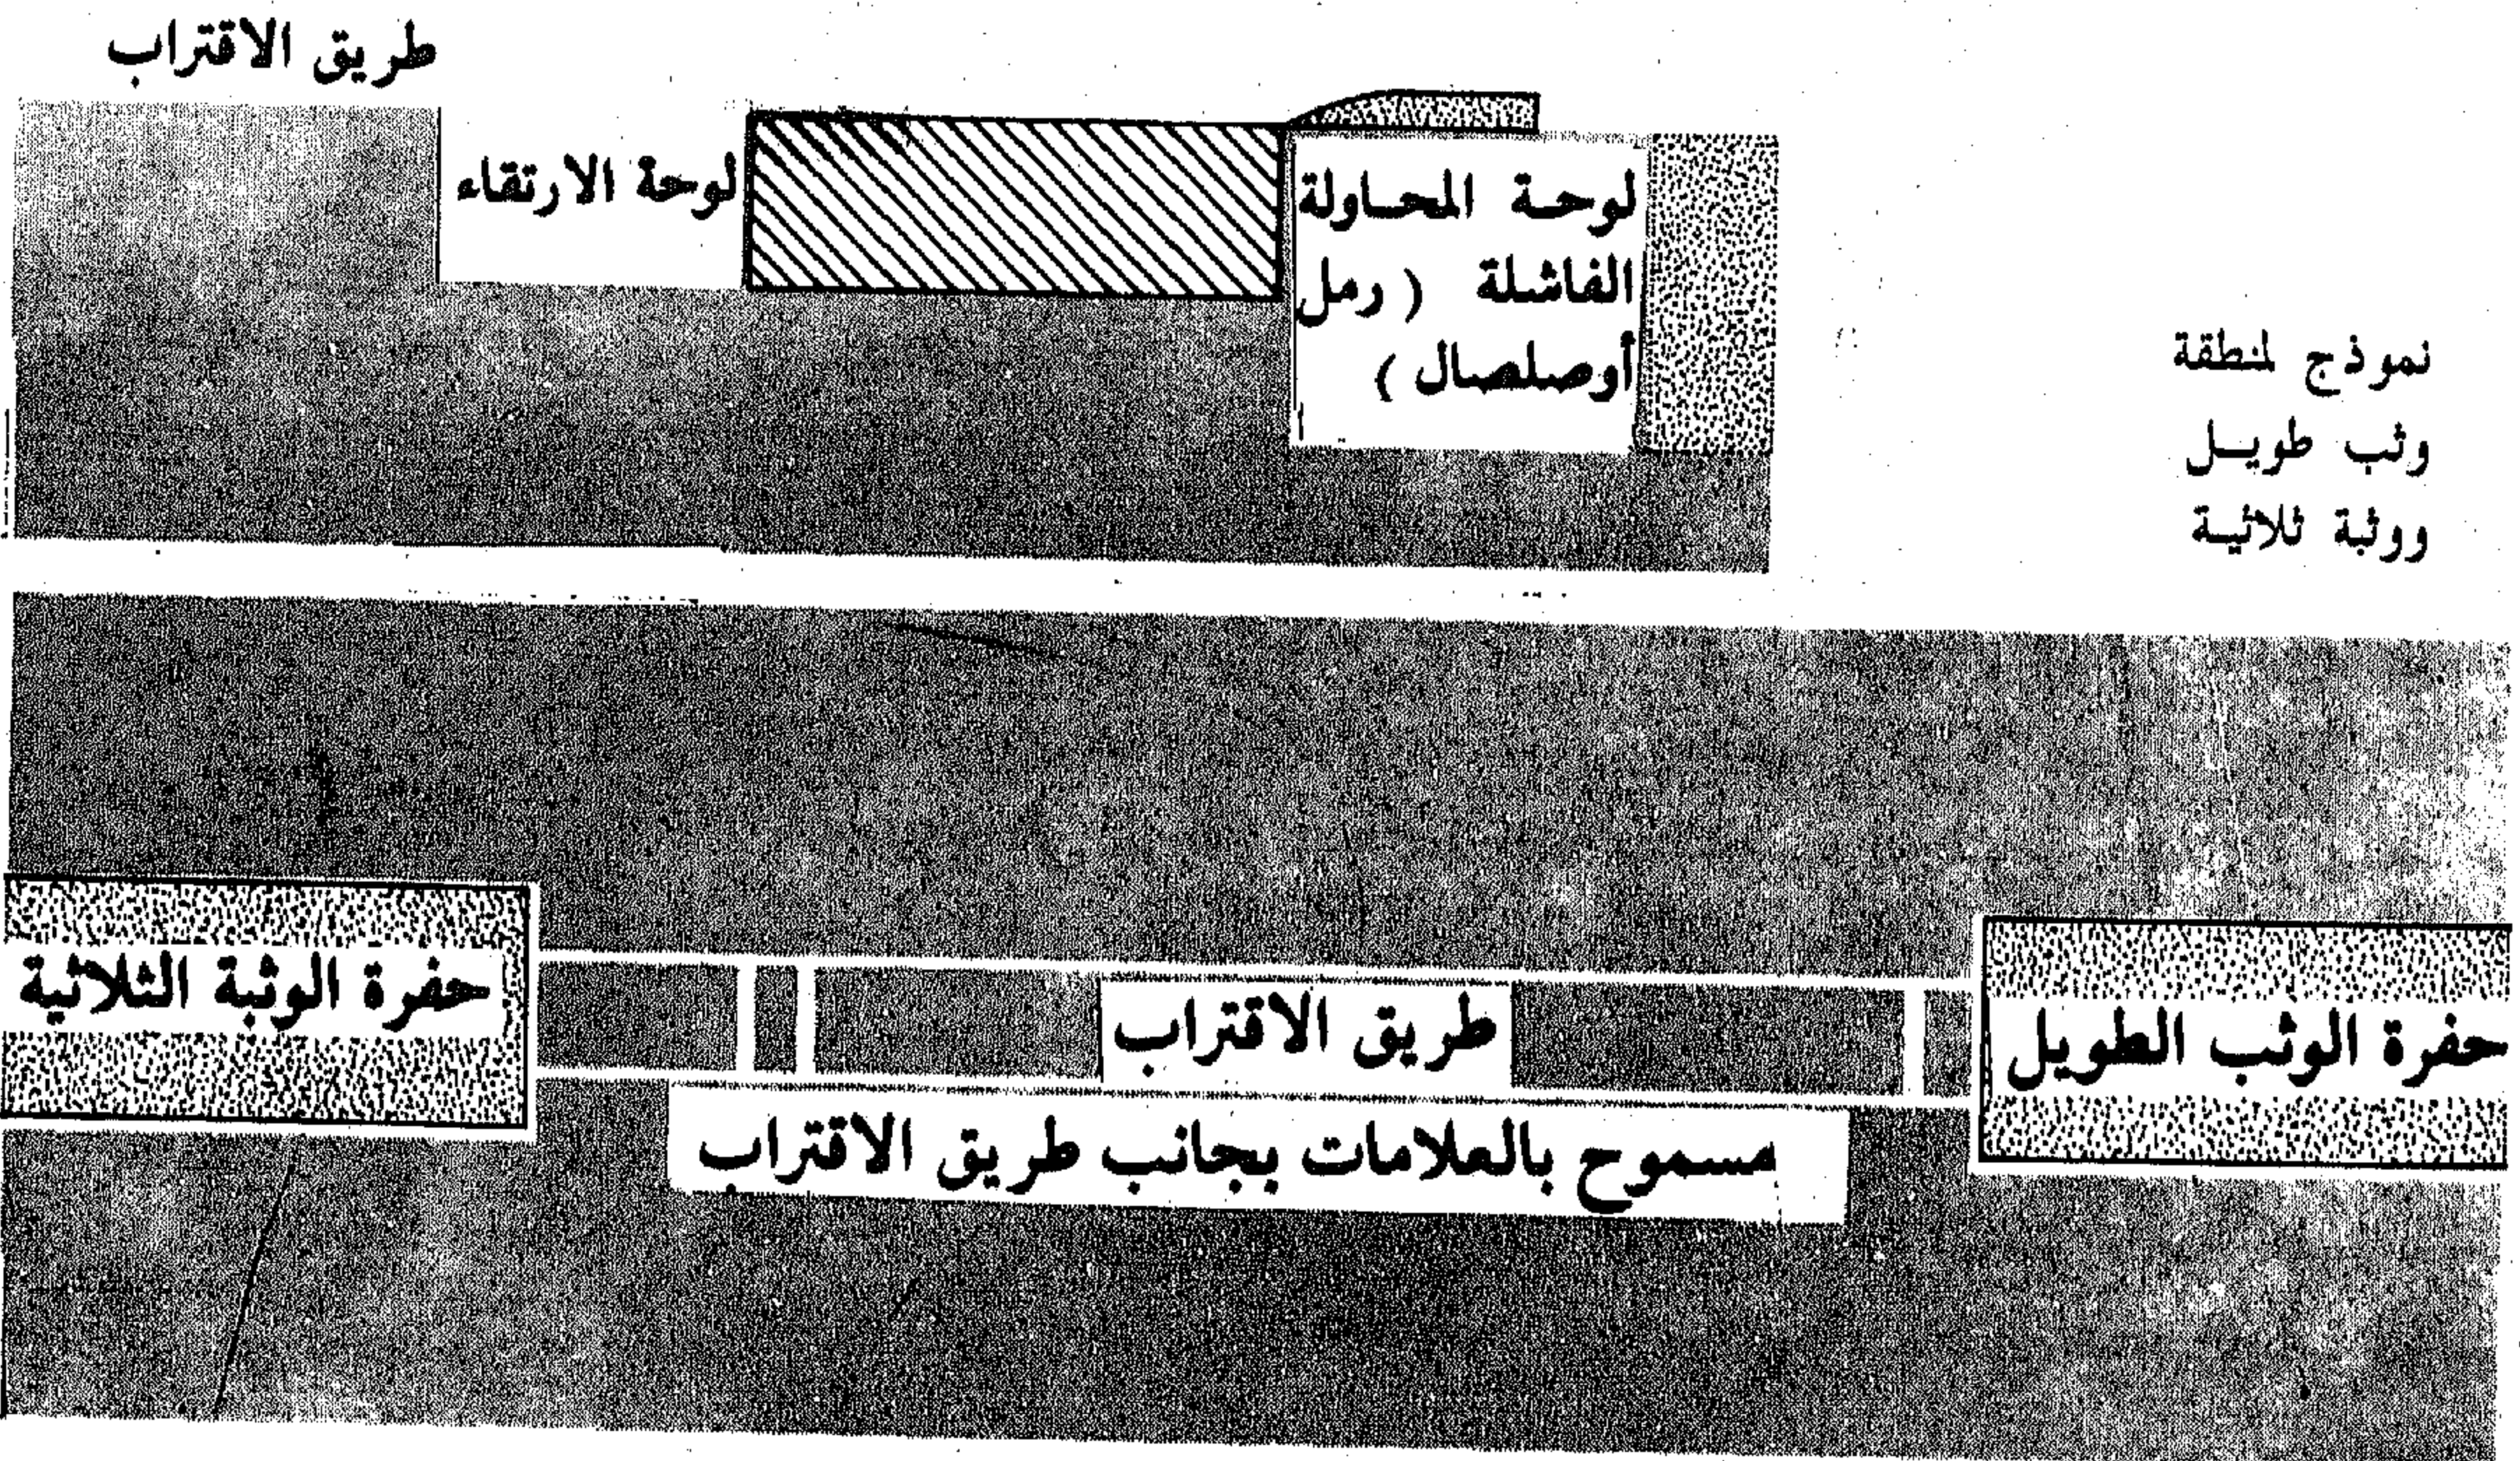 طريق الاقتراب
لوحة الارتقاء
لوحة المحاولة
الفاشلة ( رمل
أوصلصال )
نموذج لمنطقة
وثب طويل
ووثبة ثلاثية
حفرة الوثب الطويل
طريق الاقتراب
حفرة الوثبة الثلاثية
مسموح بالعلامات بجانب طريق الاقتراب